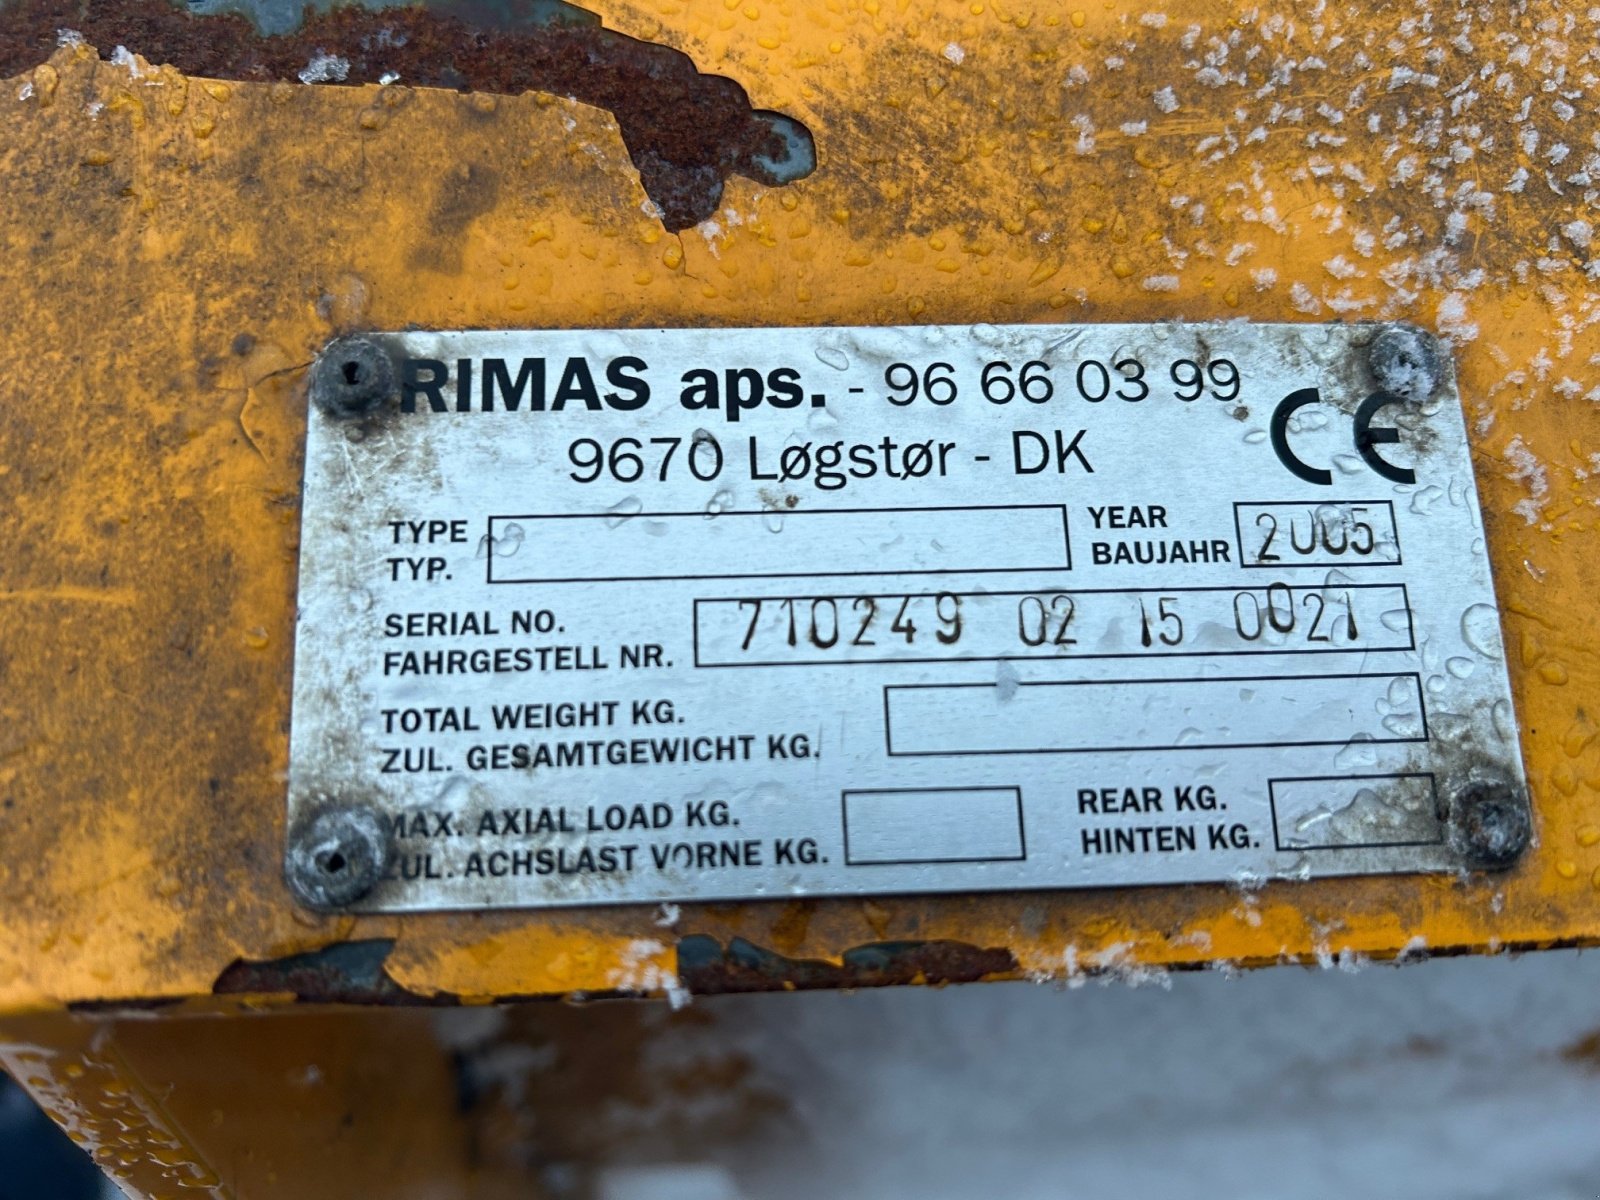 RIMAS aps. - 96 66 03 99
9670 Løgstør - DK
CE
TYPE
TYP.
YEAR
BAUJAHR
2005
SERIAL NO.
FAHRGESTELL NR.
710249 02 15 0021
TOTAL WEIGHT KG.
ZUL. GESAMTGEWICHT KG.
MAX. AXIAL LOAD KG.
ZUL. ACHSLAST VORNE KG.
REAR KG.
HINTEN KG.